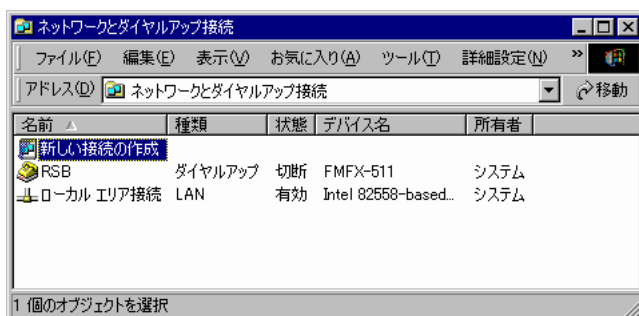 ネットワークとダイヤルアップ接続
ファイル(F) 編集(E) 表示(V) お気に入り(A) ツール(T) 詳細設定(N) »
アドレス(D) ネットワークとダイヤルアップ接続 移動
名前 種類 状態 デバイス名 所有者
新しい接続の作成
RSB ダイヤルアップ 切断 FMFX-511 システム
ローカル エリア接続 LAN 有効 Intel 82558-based... システム
1 個のオブジェクトを選択